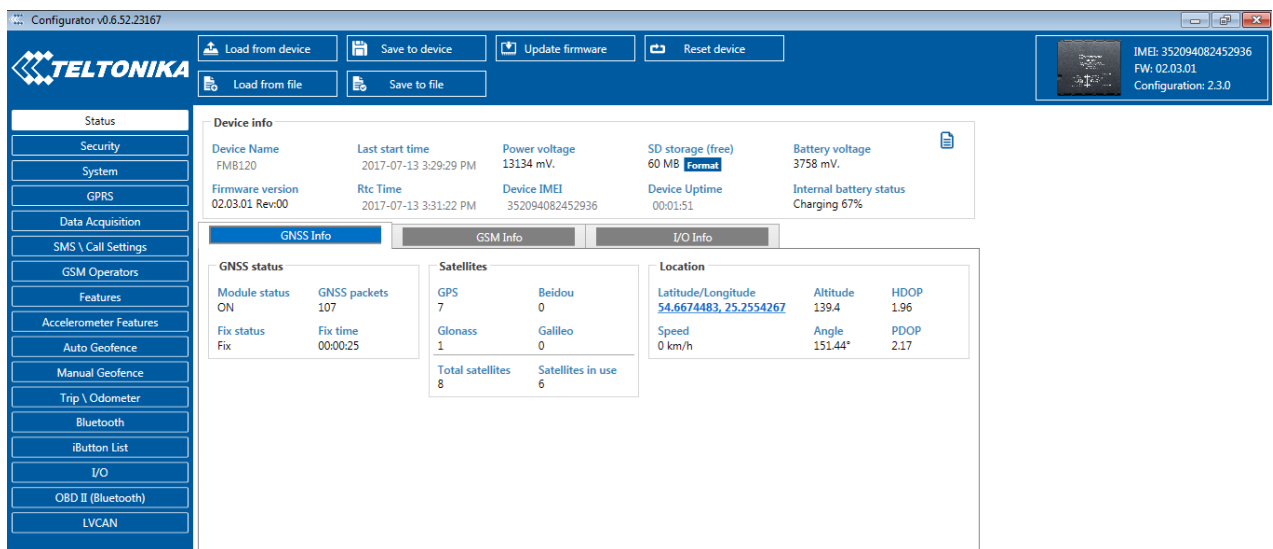 Configurator v0.6.52.23167
TELTONIKA
Load from device Save to device Update firmware Reset device
Load from file Save to file
IMEI: 352094082452936
FW: 02.03.01
Configuration: 2.3.0
Status
Security
System
GPRS
Data Acquisition
SMS \ Call Settings
GSM Operators
Features
Accelerometer Features
Auto Geofence
Manual Geofence
Trip \ Odometer
Bluetooth
iButton List
I/O
OBD II (Bluetooth)
LVCAN
Device info
Device Name Last start time Power voltage SD storage (free) Battery voltage
FMB120 2017-07-13 3:29:29 PM 13134 mV. 60 MB Format 3758 mV.
Firmware version Rtc Time Device IMEI Device Uptime Internal battery status
02.03.01 Rev:00 2017-07-13 3:31:22 PM 352094082452936 00:01:51 Charging 67%
GNSS Info GSM Info I/O Info
GNSS status
Module status GNSS packets
ON 107
Fix status Fix time
Fix 00:00:25
Satellites
GPS Beidou
7 0
Glonass Galileo
1 0
Total satellites Satellites in use
8 6
Location
Latitude/Longitude Altitude HDOP
54.6674483, 25.2554267 139.4 1.96
Speed Angle PDOP
0 km/h 151.44° 2.17